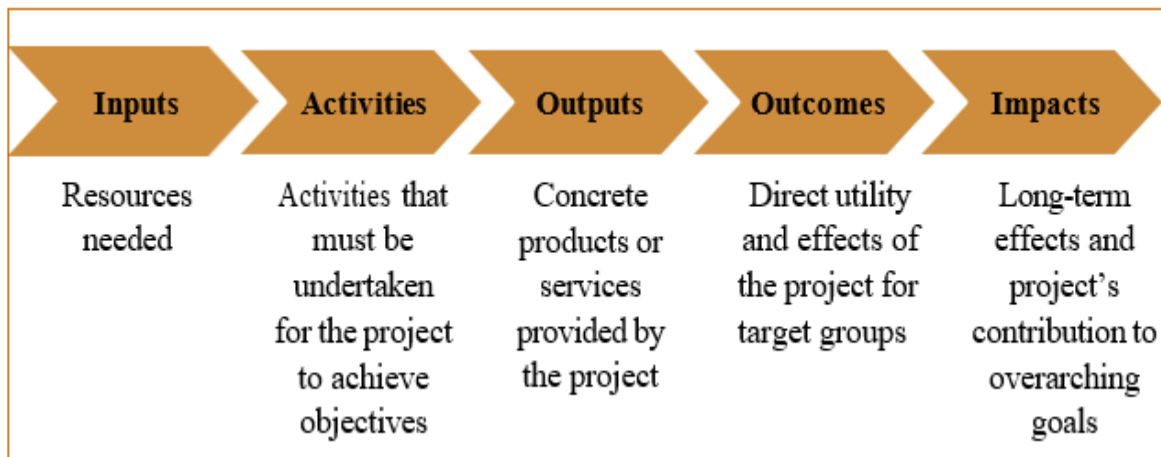 Inputs
Activities
Outputs
Outcomes
Impacts
Resources
needed
Activities that
must be
undertaken
for the project
to achieve
objectives
Concrete
products or
services
provided by
the project
Direct utility
and effects of
the project for
target groups
Long-term
effects and
project’s
contribution to
overarching
goals